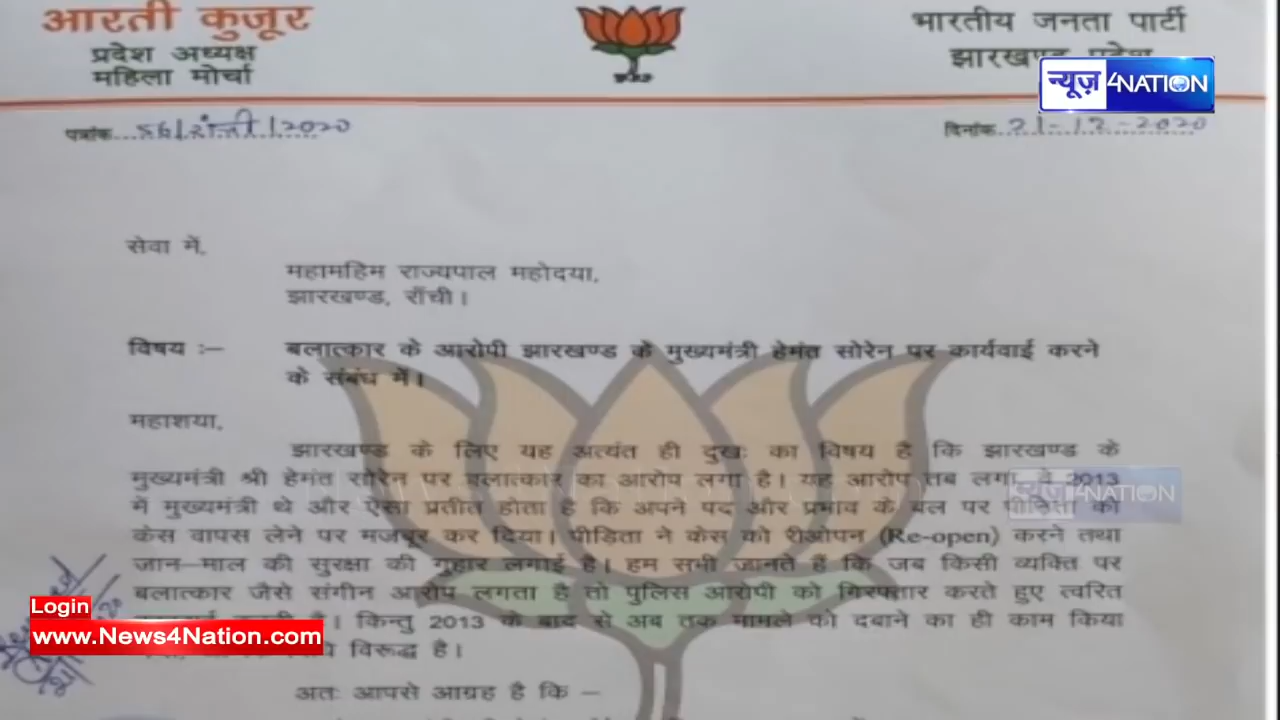 आरती कुजूर
प्रदेश अध्यक्ष
महिला मोर्चा
भारतीय जनता पार्टी
झारखण्ड प्रदेश
न्यूज़ 4NATION
पत्रांक 56/रांची/2020
दिनांक 21-12-2020
सेवा में,
महामहिम राज्यपाल महोदया,
झारखण्ड, राँची।
विषय :– बलात्कार के आरोपी झारखण्ड के मुख्यमंत्री हेमंत सोरेन पर कार्यवाई करने
के संबंध में।
महाशया,
झारखण्ड के लिए यह अत्यंत ही दुखः का विषय है कि झारखण्ड के
मुख्यमंत्री श्री हेमंत सोरेन पर बलात्कार का आरोप लगा है। यह आरोप तब लगा वे 2013
में मुख्यमंत्री थे और ऐसा प्रतीत होता है कि अपने पद और प्रभाव के बल पर पीड़िता को
केस वापस लेने पर मजबूर कर दिया। पीड़िता ने केस को रीओपन (Re-open) करने तथा
जान–माल की सुरक्षा की गुहार लगाई है। हम सभी जानते हैं कि जब किसी व्यक्ति पर
बलात्कार जैसे संगीन आरोप लगता है तो पुलिस आरोपी को गिरफ्तार करते हुए त्वरित
है। किन्तु 2013 के बाद से अब तक मामले को दबाने का ही काम किया
विरूद्ध है।
अतः आपसे आग्रह है कि –
न्यूज़ 4NATION
Login
www.News4Nation.com